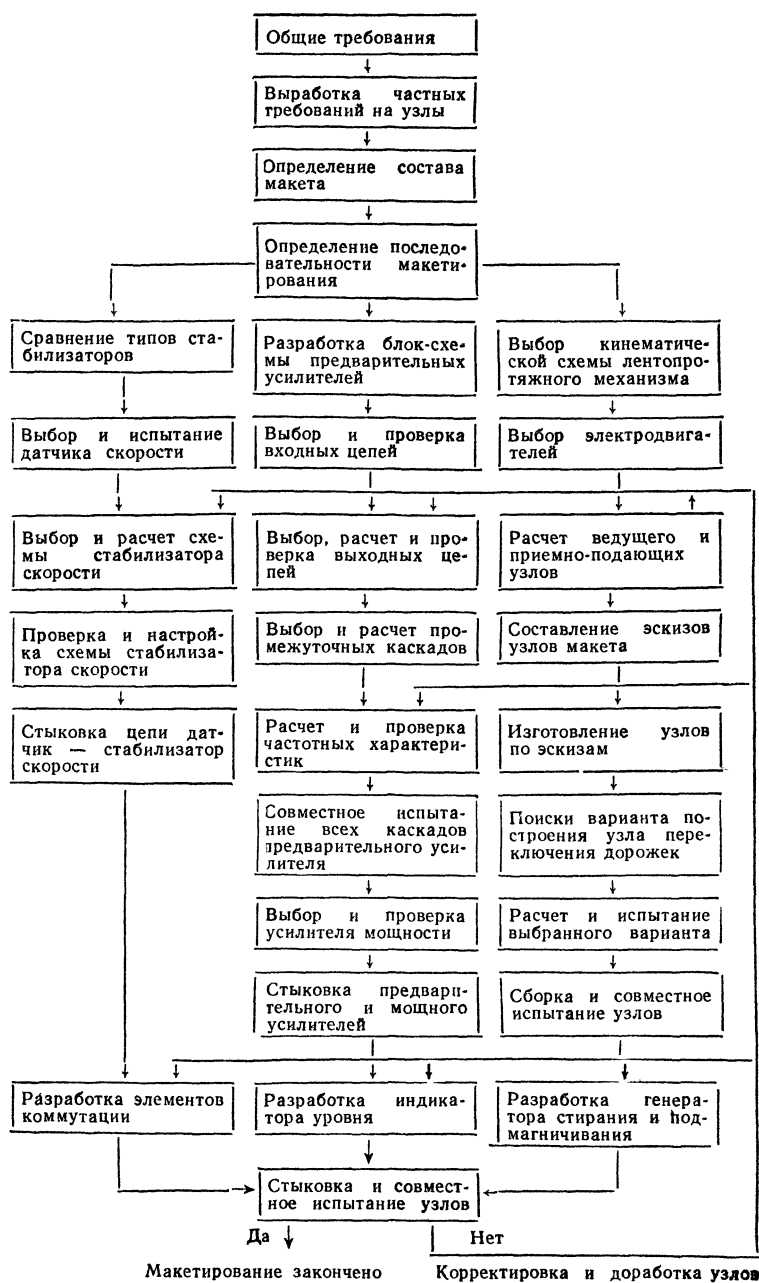 Общие требования
Выработка частных
требований на узлы
Определение состава
макета
Определение последо-
вательности макети-
рования
Сравнение типов ста-
билизаторов
Разработка блок-схе-
мы предварительных
усилителей
Выбор кинематиче-
ской схемы лентопро-
тяжного механизма
Выбор и испытание
датчика скорости
Выбор и проверка
входных цепей
Выбор электродвига-
телей
Выбор и расчет схе-
мы стабилизатора
скорости
Выбор, расчет и про-
верка выходных це-
пей
Расчет ведущего и
приемно-подающих
узлов
Проверка и настрой-
ка схемы стабилиза-
тора скорости
Выбор и расчет про-
межуточных каскадов
Составление эскизов
узлов макета
Стыковка цепи дат-
чик — стабилизатор
скорости
Расчет и проверка
частотных характери-
стик
Изготовление узлов
по эскизам
Совместное испыта-
ние всех каскадов
предварительного уси-
лителя
Поиски варианта по-
строения узла пере-
ключения дорожек
Выбор и проверка
усилителя мощности
Расчет и испытание
выбранного варианта
Стыковка предвари-
тельного и мощного
усилителей
Сборка и совместное
испытание узлов
Разработка элементов
коммутации
Разработка индика-
тора уровня
Разработка генера-
тора стирания и под-
магничивания
Стыковка и совмест-
ное испытание узлов
Да
Нет
Макетирование закончено
Корректировка и доработка узлов